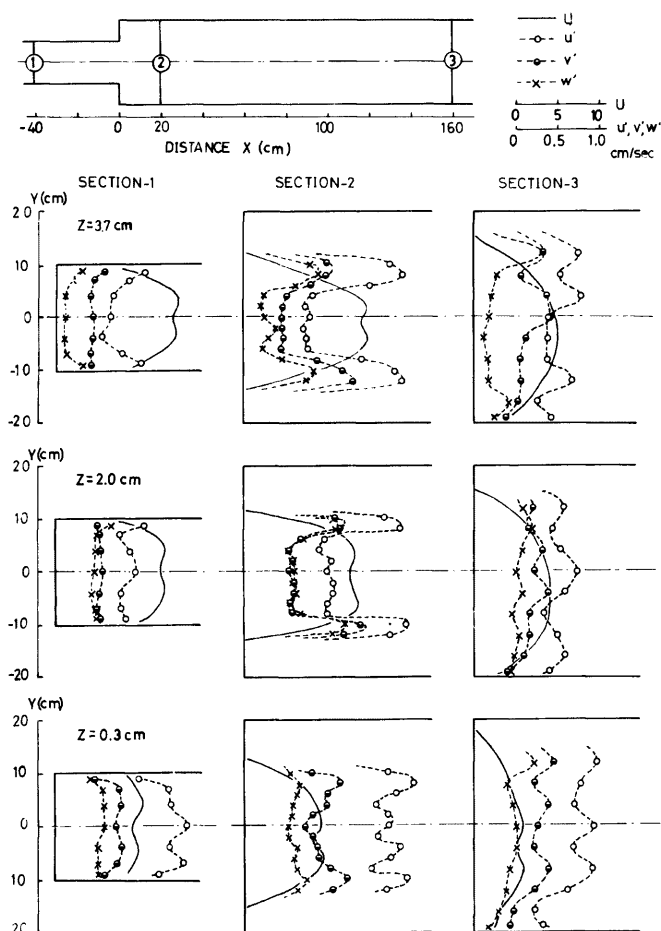 U
u'
v'
w'
1 2 3
0 5 10 U
0 0.5 1.0 u', v', w'
cm/sec
-40 0 20 100 160
DISTANCE X (cm)
SECTION-1 SECTION-2 SECTION-3
Y(cm)
20
Z=3.7 cm
10
0
-10
-20
Y(cm)
20
Z=2.0 cm
10
0
-10
-20
Y(cm)
20
Z=0.3 cm
10
0
10
20